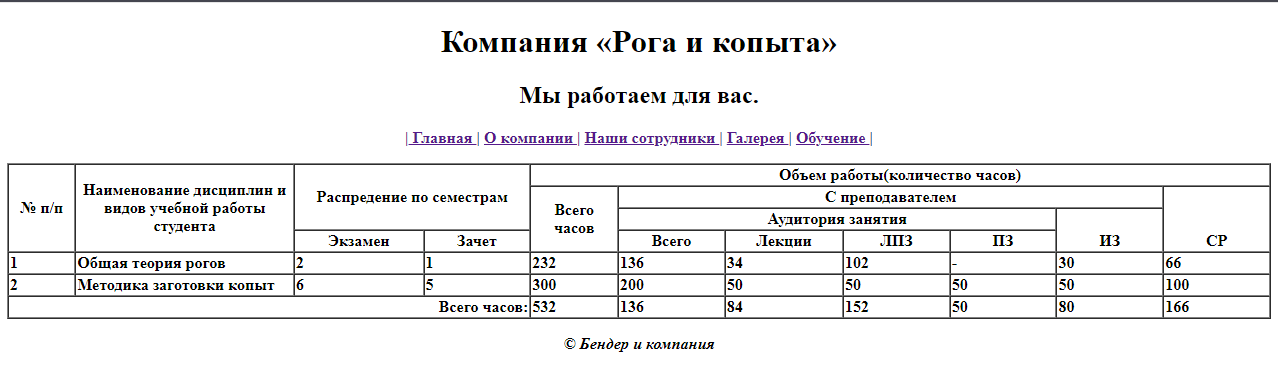 Компания «Рога и копыта»
Мы работаем для вас.
| Главная | О компании | Наши сотрудники | Галерея | Обучение |
Объем работы(количество часов)
№ п/п
Наименование дисциплин и
видов учебной работы
студента
Распредение по семестрам
Всего
часов
С преподавателем
Аудитория занятия
Экзамен Зачет Всего Лекции ЛПЗ ПЗ ИЗ СР
1 Общая теория рогов 2 1 232 136 34 102 - 30 66
2 Методика заготовки копыт 6 5 300 200 50 50 50 50 100
Всего часов: 532 136 84 152 50 80 166
© Бендер и компания